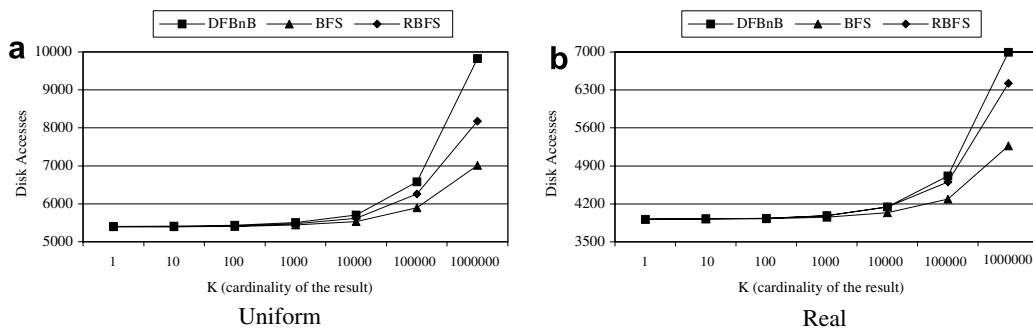 DFBnB BFS RBFS
a
10000
9000
8000
7000
6000
5000
Disk Accesses
1 10 100 1000 10000 100000 1000000
K (cardinality of the result)
Uniform
DFBnB BFS RBFS
b
7000
6300
5600
4900
4200
3500
Disk Accesses
1 10 100 1000 10000 100000 1000000
K (cardinality of the result)
Real